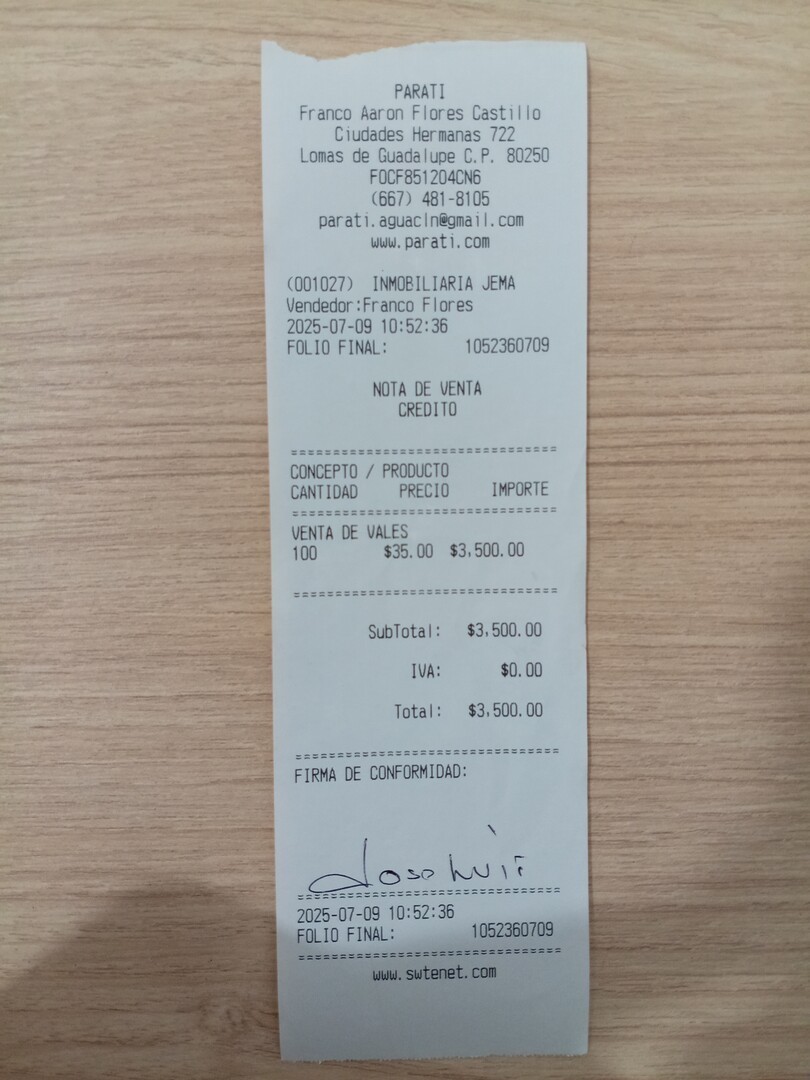 PARATI
Franco Aaron Flores Castillo
Ciudades Hermanas 722
Lomas de Guadalupe C.P. 80250
FOCF851204CN6
(667) 481-8105
parati.aguacln@gmail.com
www.parati.com
(001027) INMOBILIARIA JEMA
Vendedor:Franco Flores
2025-07-09 10:52:36
FOLIO FINAL: 1052360709
NOTA DE VENTA
CREDITO
CONCEPTO / PRODUCTO
CANTIDAD PRECIO IMPORTE
VENTA DE VALES
100 $35.00 $3,500.00
SubTotal: $3,500.00
IVA: $0.00
Total: $3,500.00
FIRMA DE CONFORMIDAD:
2025-07-09 10:52:36
FOLIO FINAL: 1052360709
www.swtenet.com